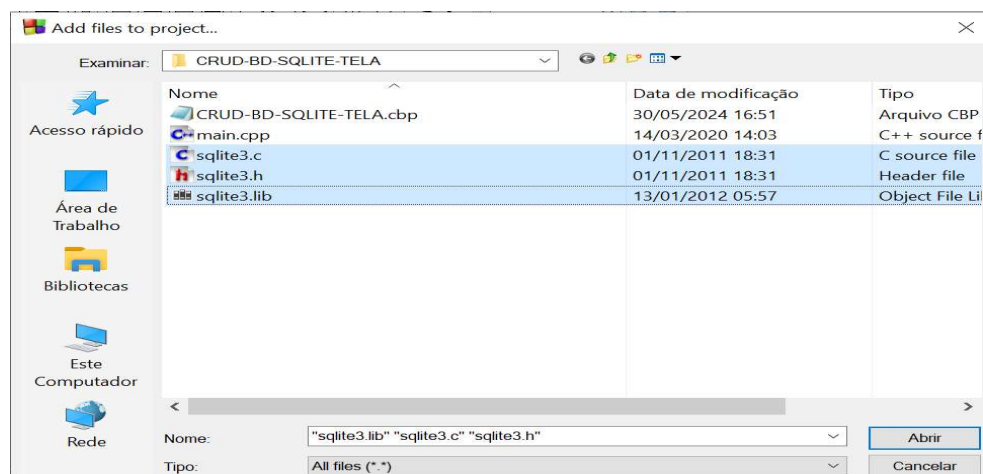 Add files to project...
Examinar: CRUD-BD-SQLITE-TELA
Acesso rápido
Área de
Trabalho
Bibliotecas
Este
Computador
Rede
Nome Data de modificação Tipo
CRUD-BD-SQLITE-TELA.cbp 30/05/2024 16:51 Arquivo CBP
main.cpp 14/03/2020 14:03 C++ source f
sqlite3.c 01/11/2011 18:31 C source file
sqlite3.h 01/11/2011 18:31 Header file
sqlite3.lib 13/01/2012 05:57 Object File Li
Nome: "sqlite3.lib" "sqlite3.c" "sqlite3.h" Abrir
Tipo: All files (*.*) Cancelar